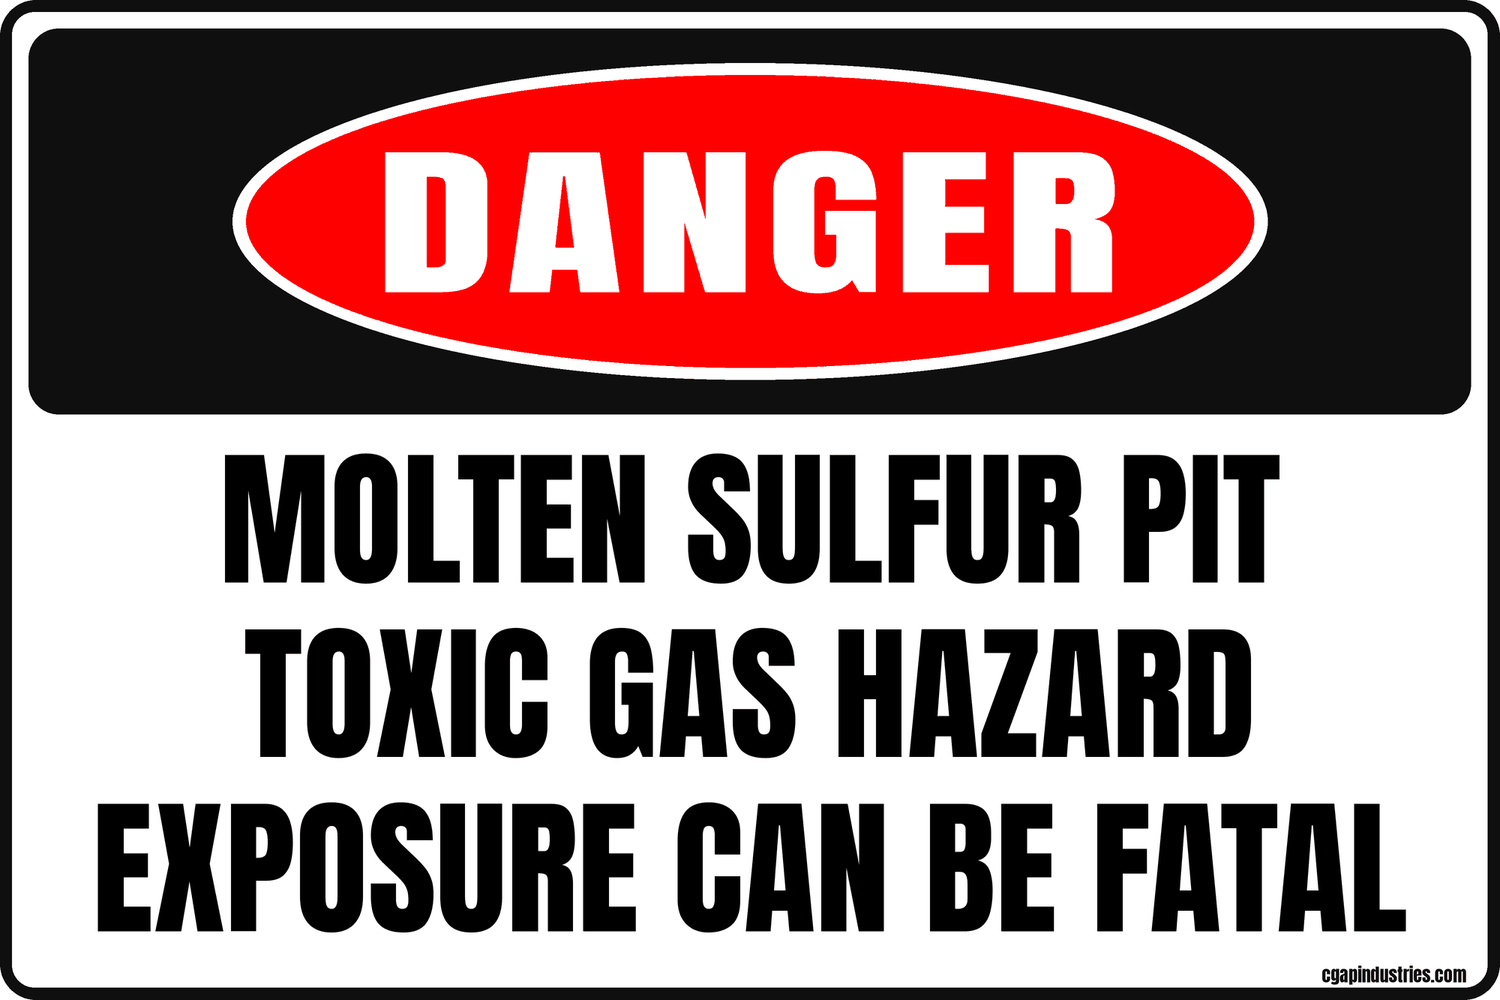 DANGER
MOLTEN SULFUR PIT
TOXIC GAS HAZARD
EXPOSURE CAN BE FATAL
cgapindustries.com